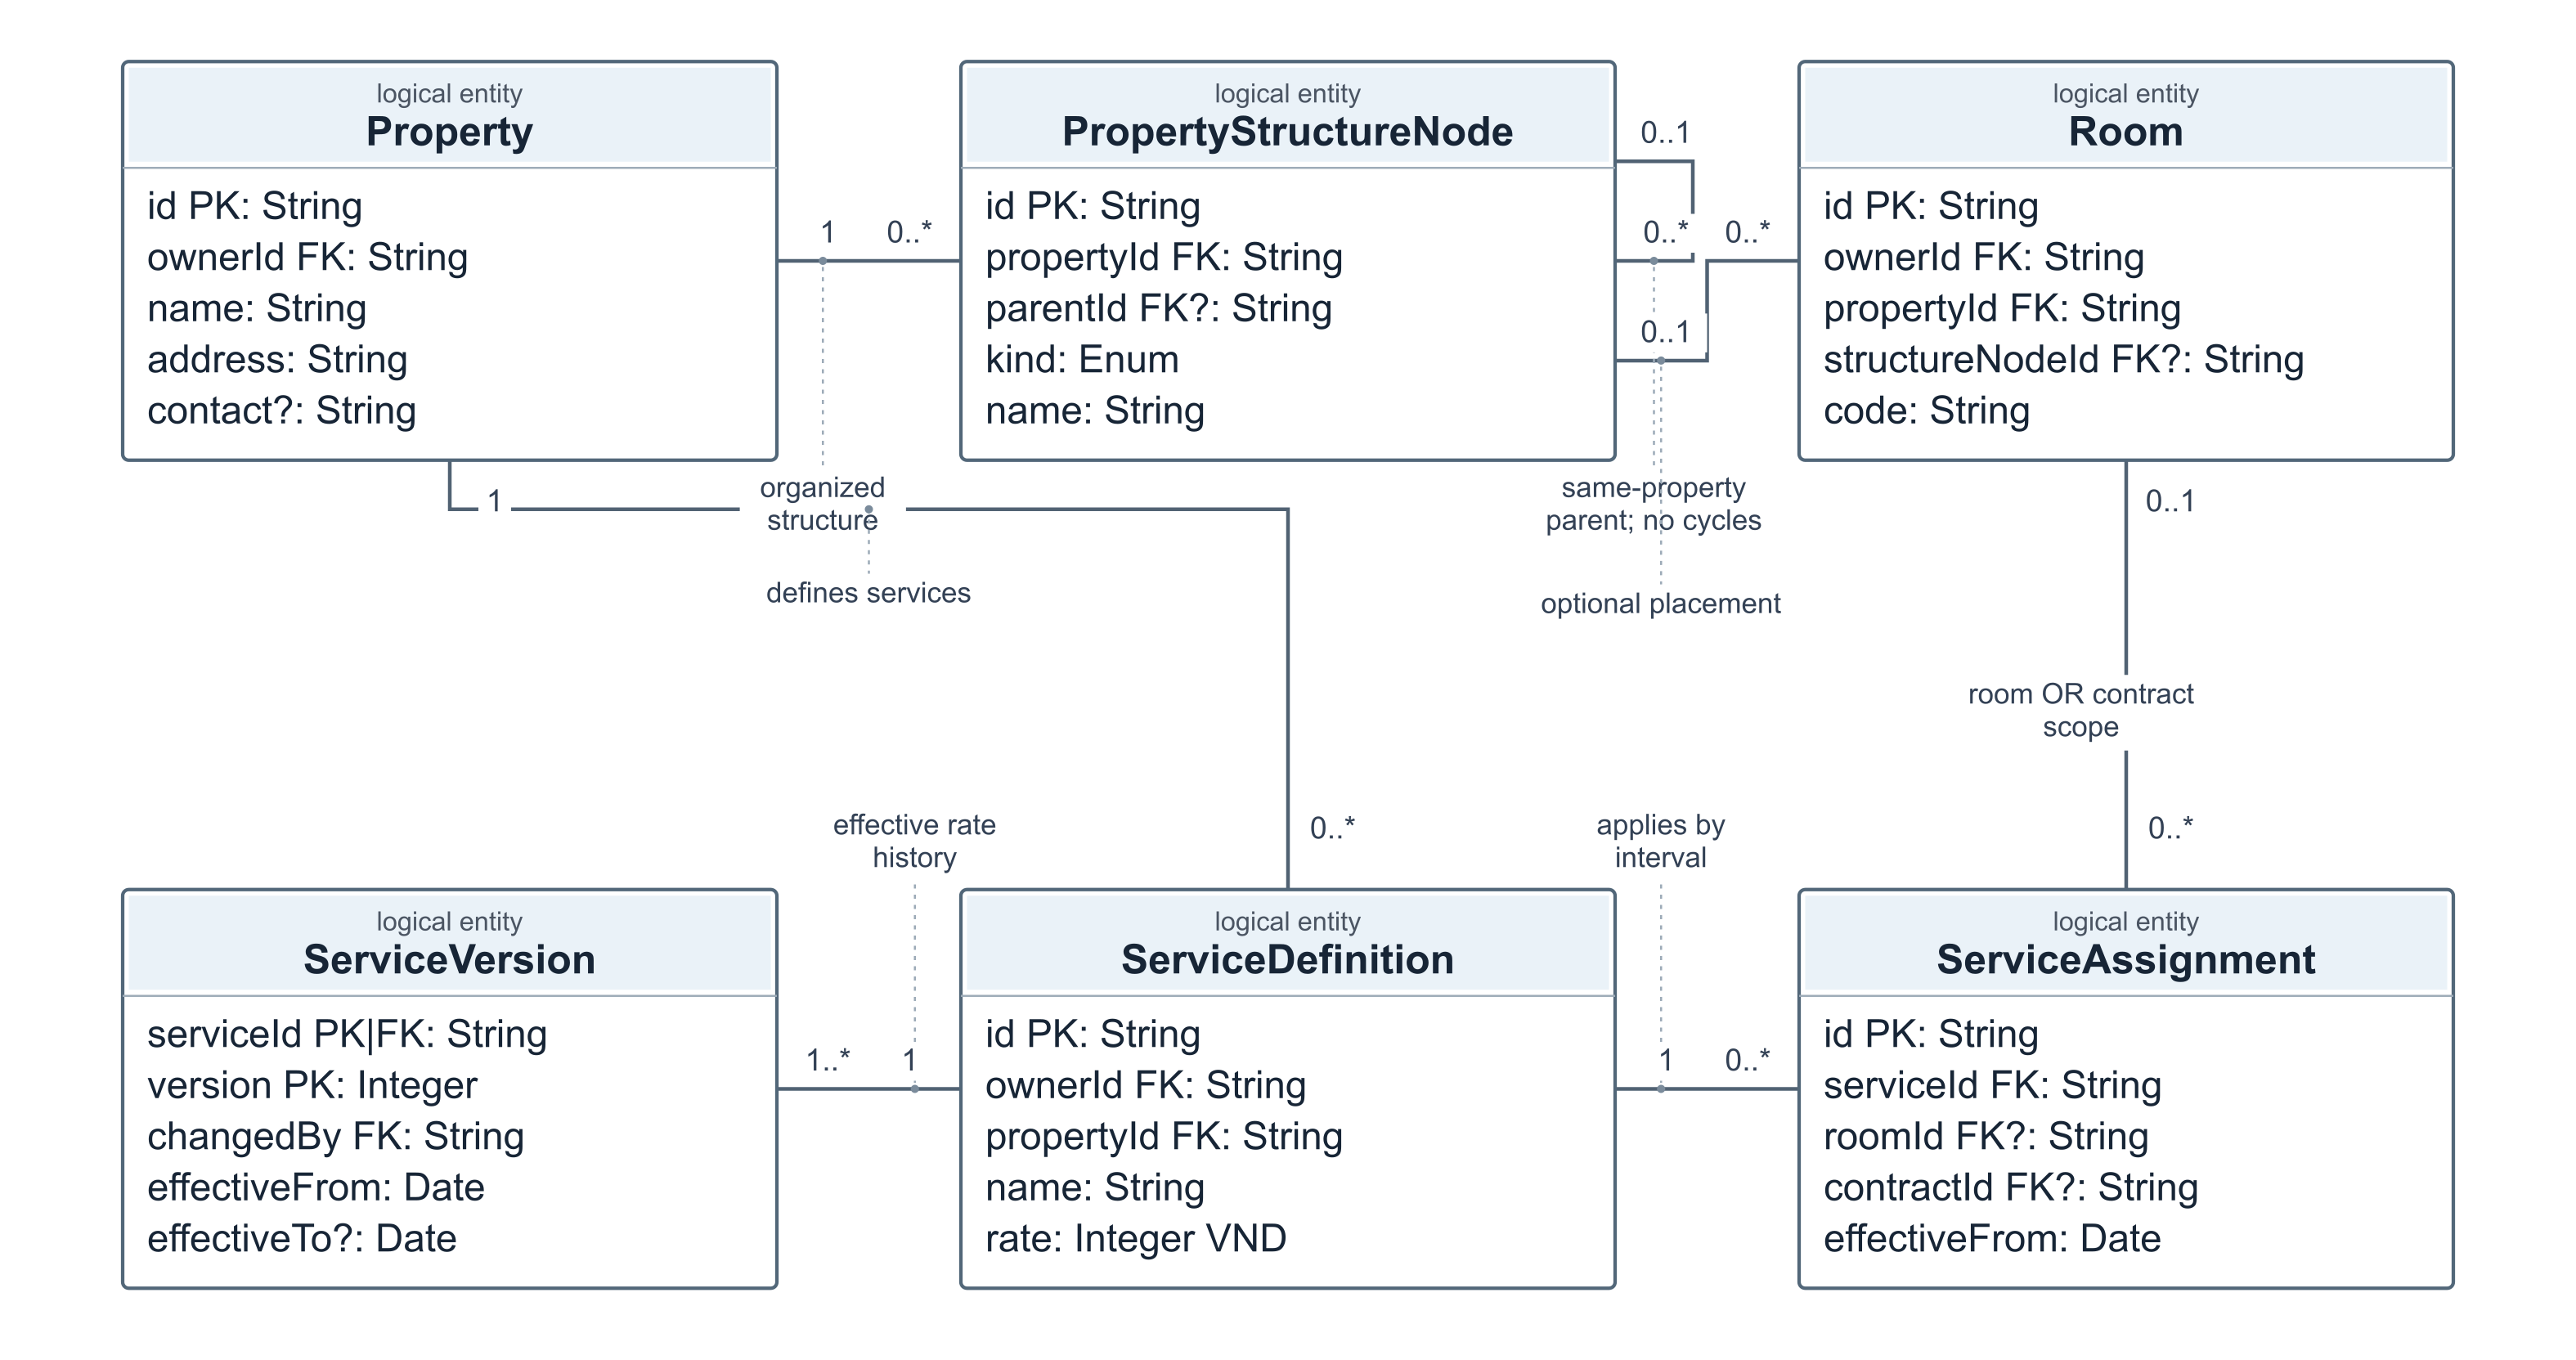 logical entity
Property
id PK: String
ownerId FK: String
name: String
address: String
contact?: String
logical entity
PropertyStructureNode
id PK: String
propertyId FK: String
parentId FK?: String
kind: Enum
name: String
logical entity
Room
id PK: String
ownerId FK: String
propertyId FK: String
structureNodeId FK?: String
code: String
1
0..*
0..1
0..*
0..*
0..1
1
organized
structure
defines services
same-property
parent; no cycles
optional placement
0..1
room OR contract
scope
0..*
effective rate
history
0..*
applies by
interval
logical entity
ServiceVersion
serviceId PK|FK: String
version PK: Integer
changedBy FK: String
effectiveFrom: Date
effectiveTo?: Date
1..*
1
logical entity
ServiceDefinition
id PK: String
ownerId FK: String
propertyId FK: String
name: String
rate: Integer VND
1
0..*
logical entity
ServiceAssignment
id PK: String
serviceId FK: String
roomId FK?: String
contractId FK?: String
effectiveFrom: Date